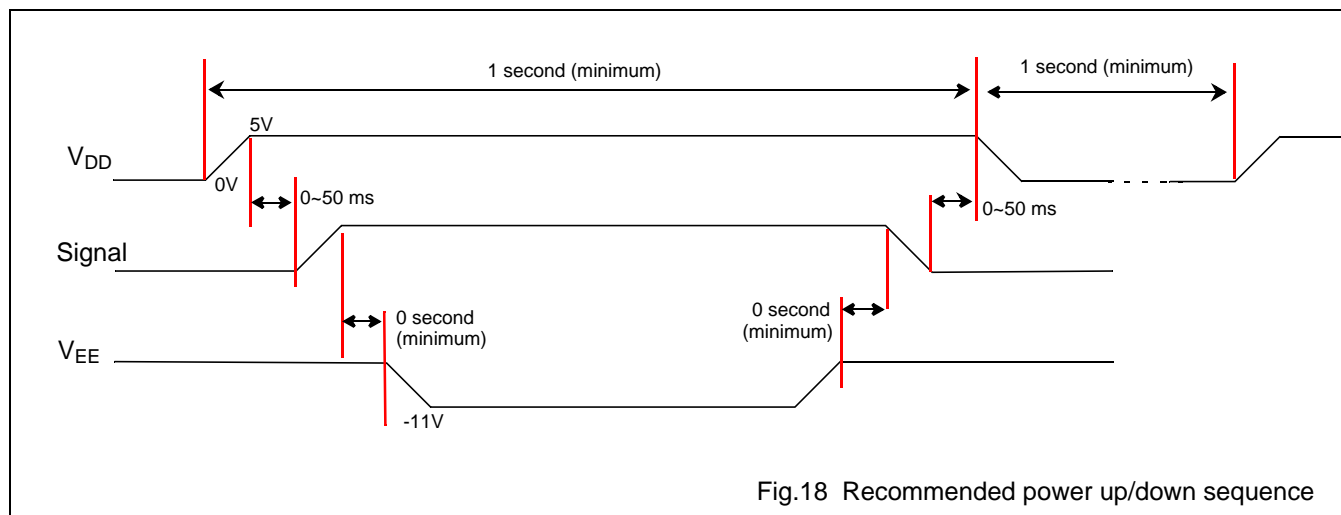 1 second (minimum)
1 second (minimum)
5V
VDD
0V
0~50 ms
0~50 ms
Signal
0 second
(minimum)
0 second
(minimum)
VEE
-11V
Fig.18 Recommended power up/down sequence